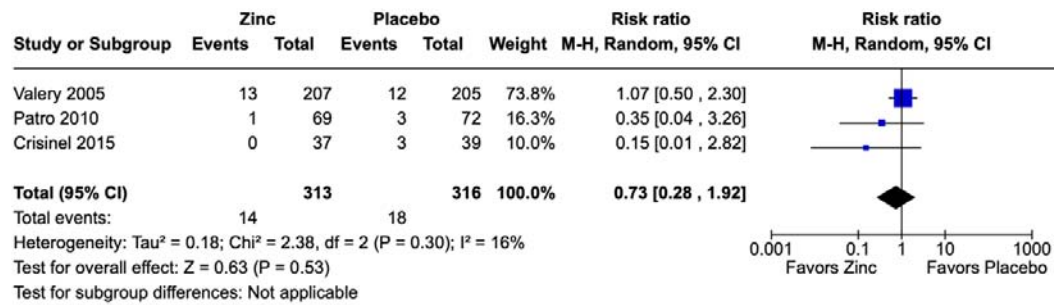 Zinc Placebo Risk ratio Risk ratio
Study or Subgroup Events Total Events Total Weight M-H, Random, 95% CI M-H, Random, 95% CI
Valery 2005 13 207 12 205 73.8% 1.07 [0.50 , 2.30]
Patro 2010 1 69 3 72 16.3% 0.35 [0.04 , 3.26]
Crisinel 2015 0 37 3 39 10.0% 0.15 [0.01 , 2.82]
Total (95% CI) 313 316 100.0% 0.73 [0.28 , 1.92]
Total events: 14 18
Heterogeneity: Tau² = 0.18; Chi² = 2.38, df = 2 (P = 0.30); I² = 16%
0.001 0.1 1 10 1000
Test for overall effect: Z = 0.63 (P = 0.53) Favors Zinc Favors Placebo
Test for subgroup differences: Not applicable